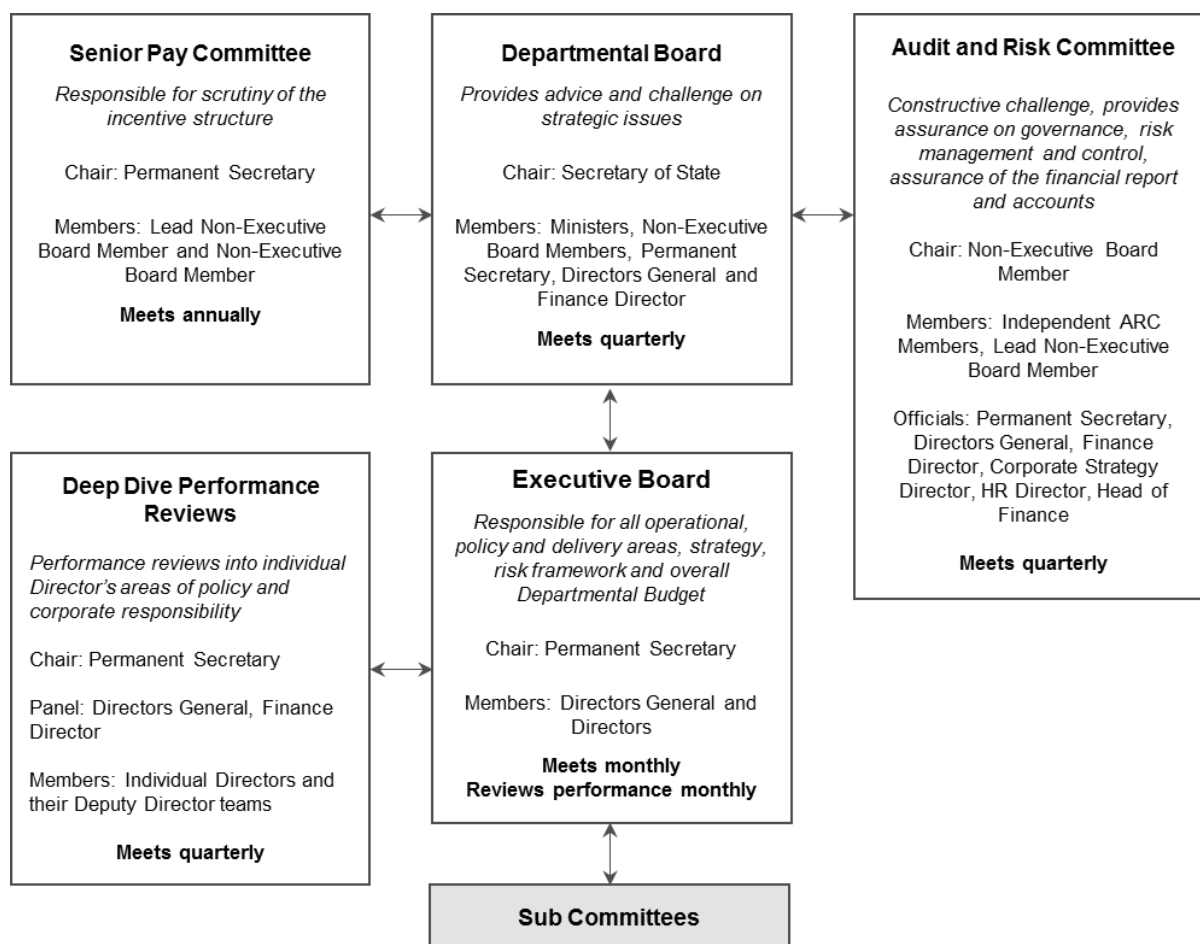 Senior Pay Committee
Responsible for scrutiny of the
incentive structure
Chair: Permanent Secretary
Members: Lead Non-Executive
Board Member and Non-Executive
Board Member
Meets annually
Departmental Board
Provides advice and challenge on
strategic issues
Chair: Secretary of State
Members: Ministers, Non-Executive
Board Members, Permanent
Secretary, Directors General and
Finance Director
Meets quarterly
Audit and Risk Committee
Constructive challenge, provides
assurance on governance, risk
management and control,
assurance of the financial report
and accounts
Chair: Non-Executive Board
Member
Members: Independent ARC
Members, Lead Non-Executive
Board Member
Officials: Permanent Secretary,
Directors General, Finance
Director, Corporate Strategy
Director, HR Director, Head of
Finance
Meets quarterly
Deep Dive Performance
Reviews
Performance reviews into individual
Director's areas of policy and
corporate responsibility
Chair: Permanent Secretary
Panel: Directors General, Finance
Director
Members: Individual Directors and
their Deputy Director teams
Meets quarterly
Executive Board
Responsible for all operational,
policy and delivery areas, strategy,
risk framework and overall
Departmental Budget
Chair: Permanent Secretary
Members: Directors General and
Directors
Meets monthly
Reviews performance monthly
Sub Committees